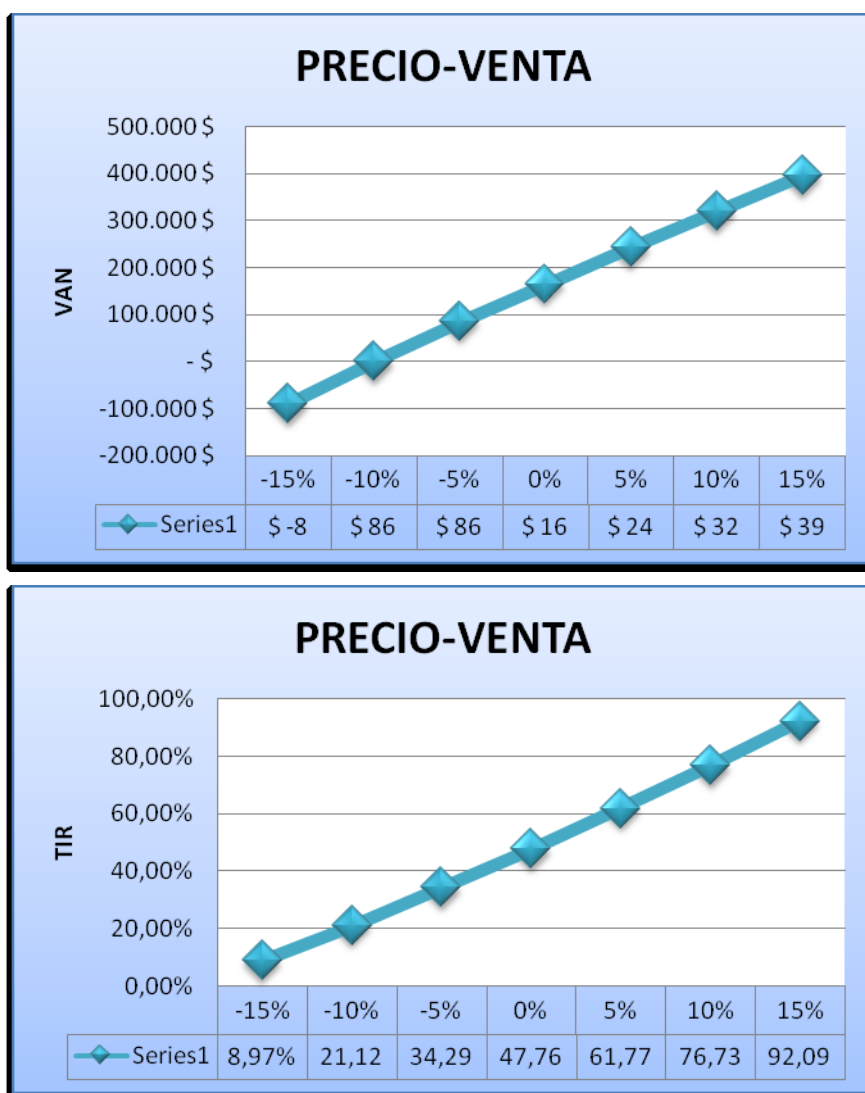 PRECIO-VENTA
VAN
500.000 $
400.000 $
300.000 $
200.000 $
100.000 $
- $
-100.000 $
-200.000 $
-15% -10% -5% 0% 5% 10% 15%
Series1 $ -8 $ 86 $ 86 $ 16 $ 24 $ 32 $ 39
PRECIO-VENTA
TIR
100,00%
80,00%
60,00%
40,00%
20,00%
0,00%
-15% -10% -5% 0% 5% 10% 15%
Series1 8,97% 21,12 34,29 47,76 61,77 76,73 92,09